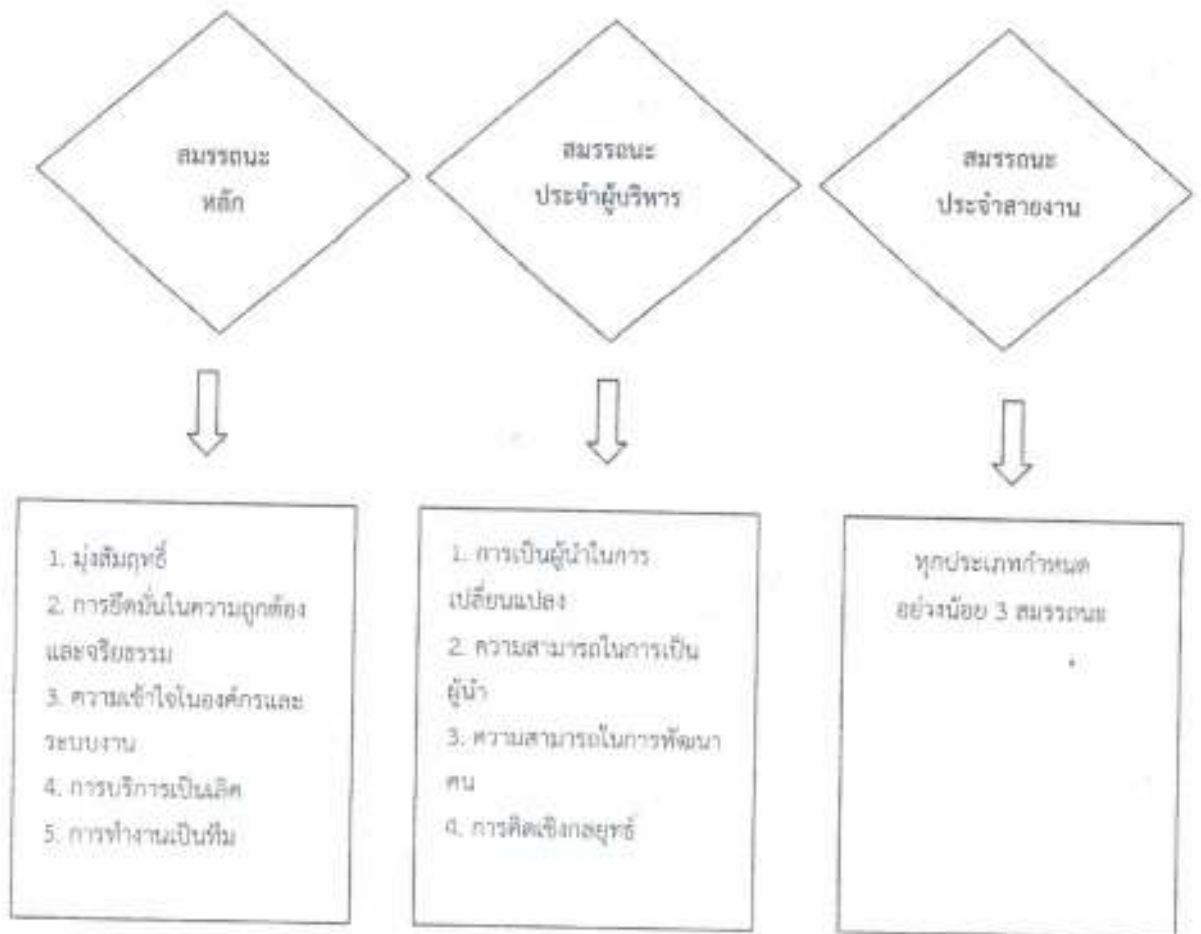 สมรรถนะ
หลัก
สมรรถนะ
ประจำผู้บริหาร
สมรรถนะ
ประจำสายงาน
1. มุ่งสัมฤทธิ์
2. การยึดมั่นในความถูกต้อง
และจริยธรรม
3. ความเข้าใจในองค์กรและ
ระบบงาน
4. การบริการเป็นเลิศ
5. การทำงานเป็นทีม
1. การเป็นผู้นำในการ
เปลี่ยนแปลง
2. ความสามารถในการเป็น
ผู้นำ
3. ความสามารถในการพัฒนา
คน
4. การคิดเชิงกลยุทธ์
ทุกประเภทกำหนด
อย่างน้อย 3 สมรรถนะ